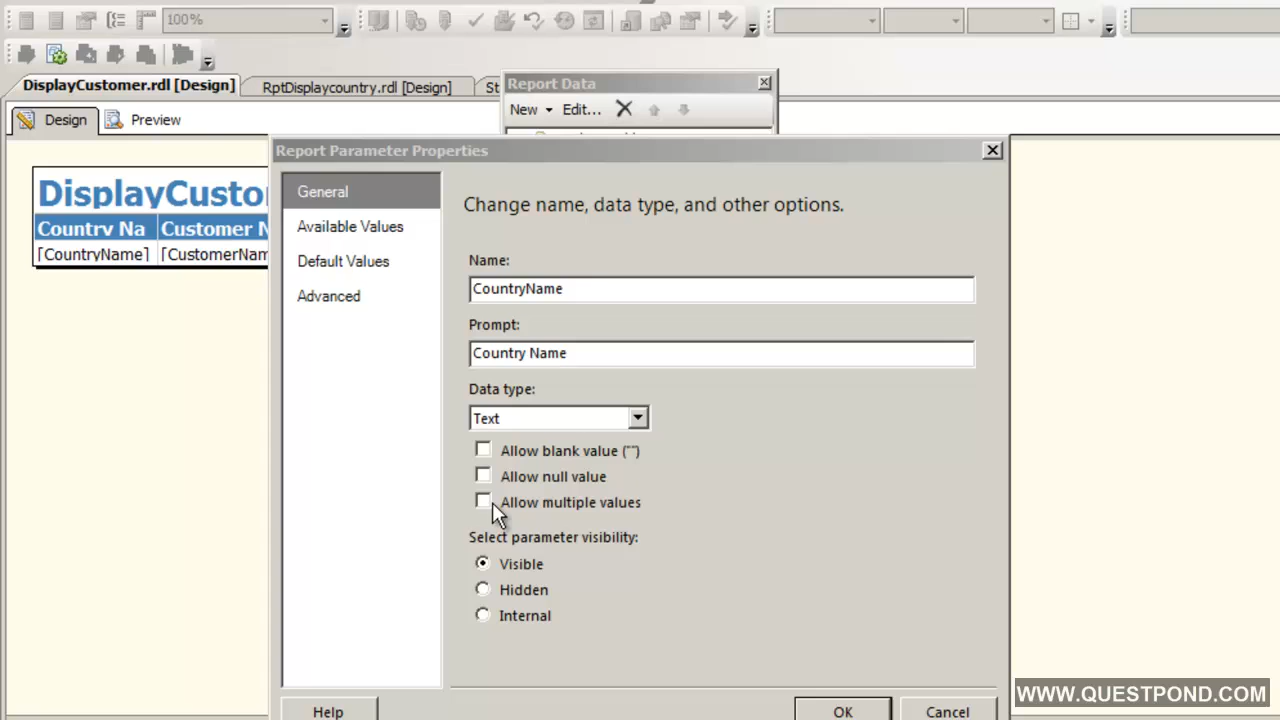 100%
DisplayCustomer.rdl [Design]
RptDisplaycountry.rdl [Design]
St
Report Data
New
Edit...
Design
Preview
Report Parameter Properties
DisplayCusto
Country Na
Customer N
[CountryName]
[CustomerNam
General
Available Values
Default Values
Advanced
Change name, data type, and other options.
Name:
CountryName
Prompt:
Country Name
Data type:
Text
Allow blank value ("")
Allow null value
Allow multiple values
Select parameter visibility:
Visible
Hidden
Internal
Help
OK
Cancel
WWW.QUESTPOND.COM